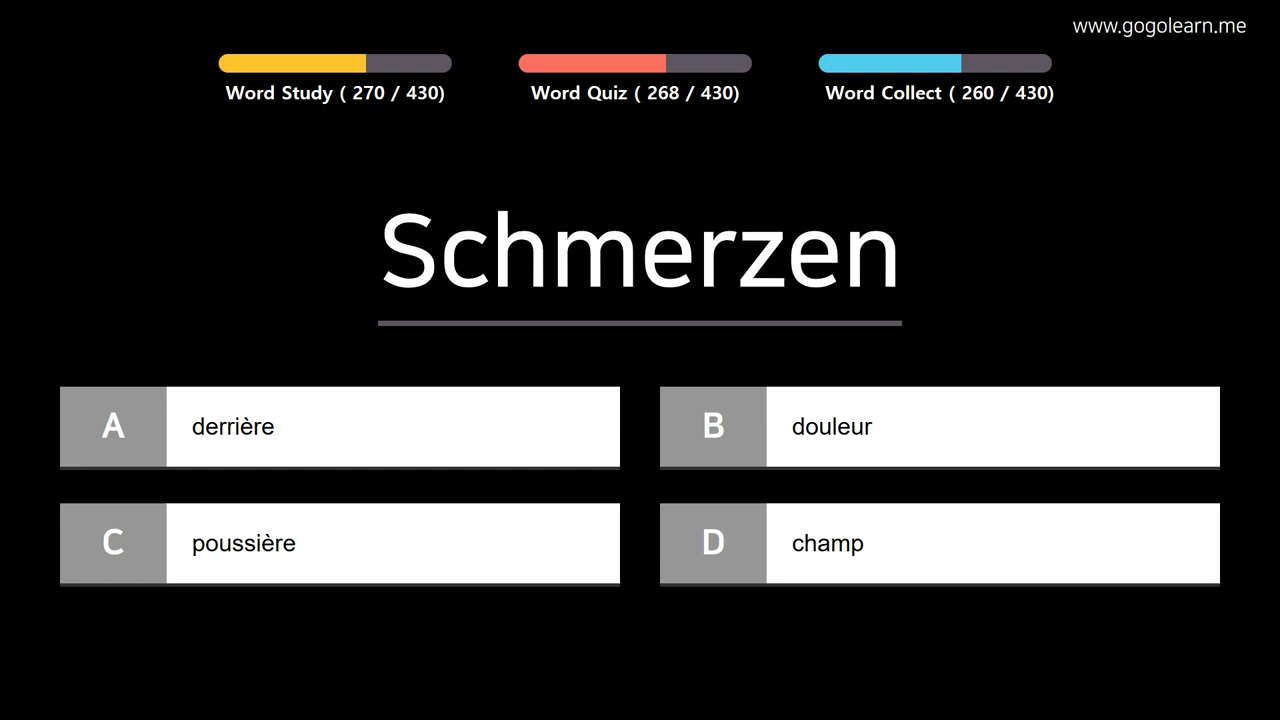 www.gogolearn.me
Word Study ( 270 / 430)
Word Quiz ( 268 / 430)
Word Collect ( 260 / 430)
Schmerzen
A derrière
B douleur
C poussière
D champ